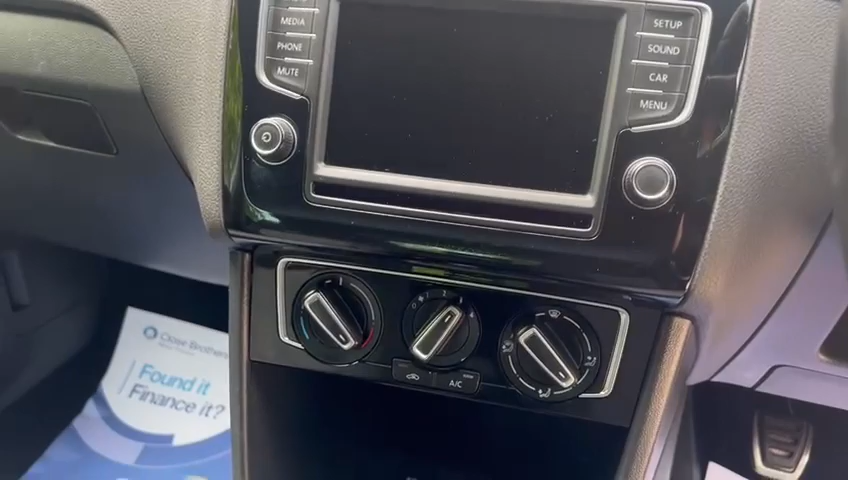 MEDIA
PHONE
MUTE
SETUP
SOUND
CAR
MENU
A/C
Close Brothers
Found it
Finance it?